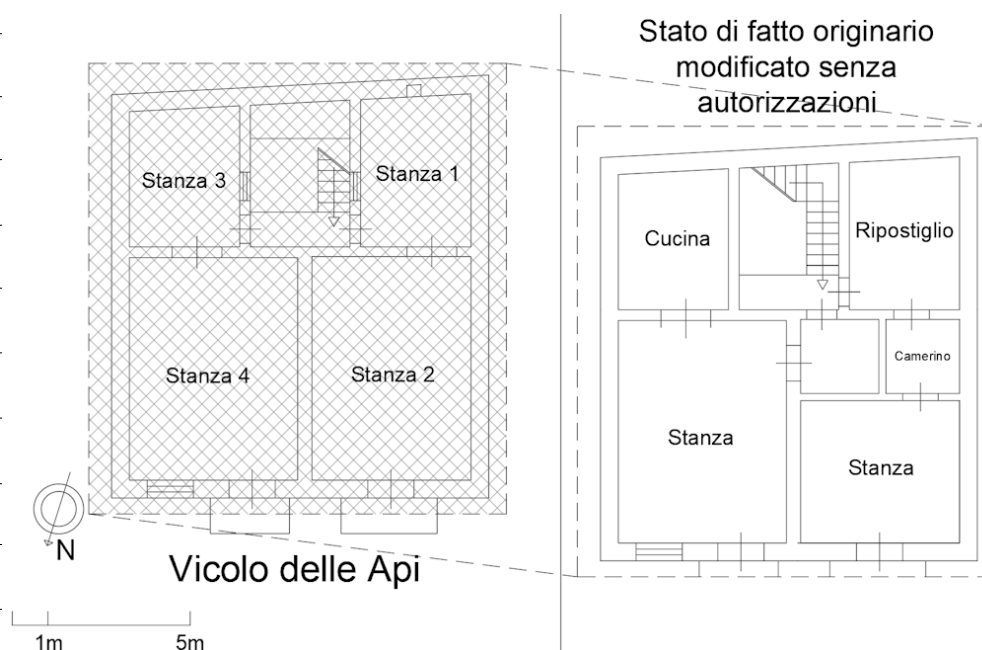 Stato di fatto originario
modificato senza
autorizzazioni
Stanza 3
Stanza 1
Stanza 4
Stanza 2
Cucina
Ripostiglio
Camerino
Stanza
Stanza
N
Vicolo delle Api
1m
5m